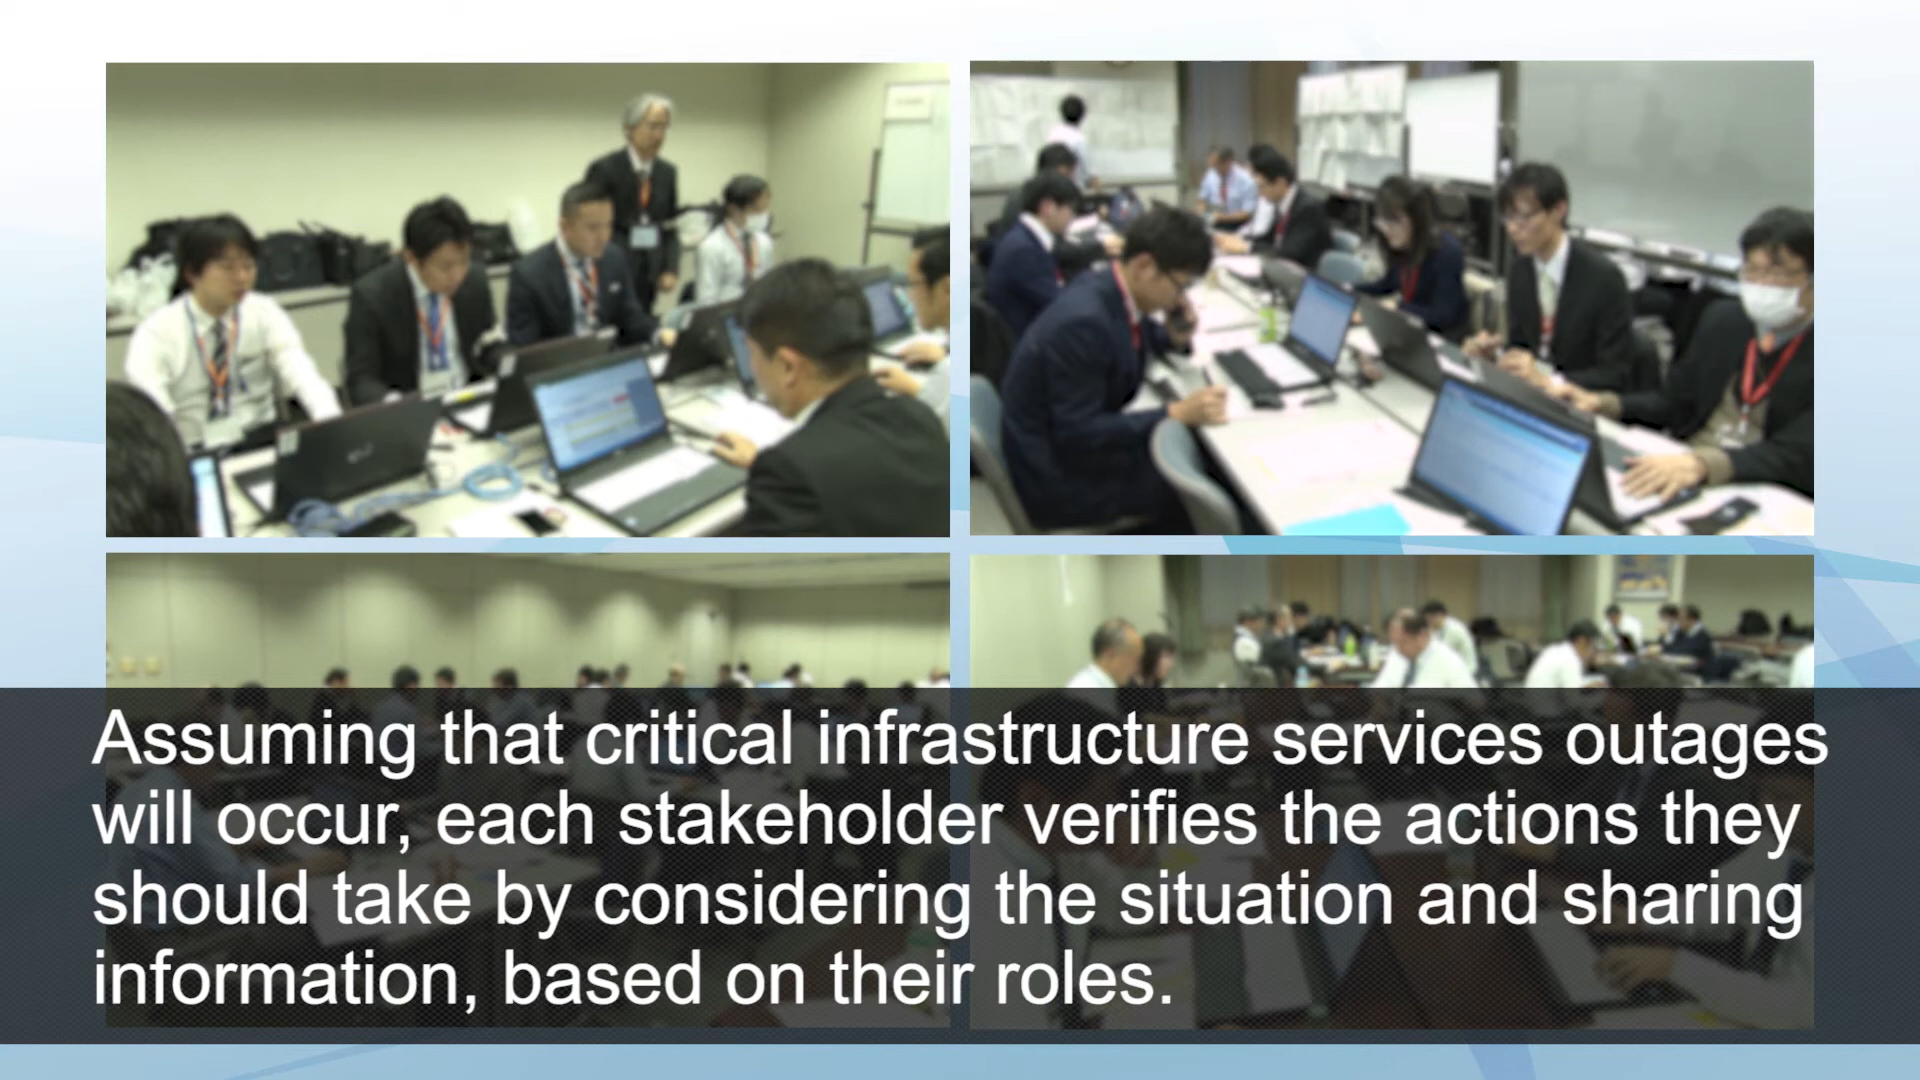 Assuming that critical infrastructure services outages
will occur, each stakeholder verifies the actions they
should take by considering the situation and sharing
information, based on their roles.